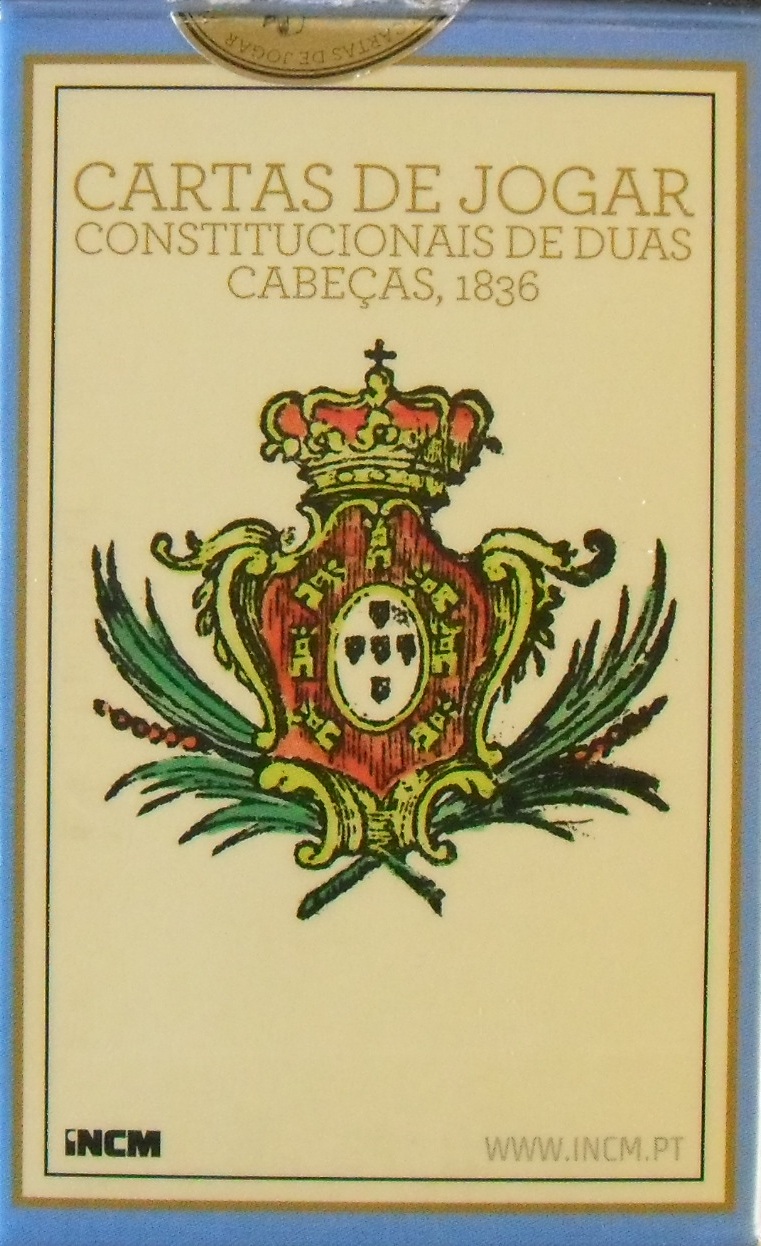 CARTAS DE JOGAR
CARTAS DE JOGAR
CONSTITUCIONAIS DE DUAS
CABEÇAS, 1836
INCM
WWW.INCM.PT